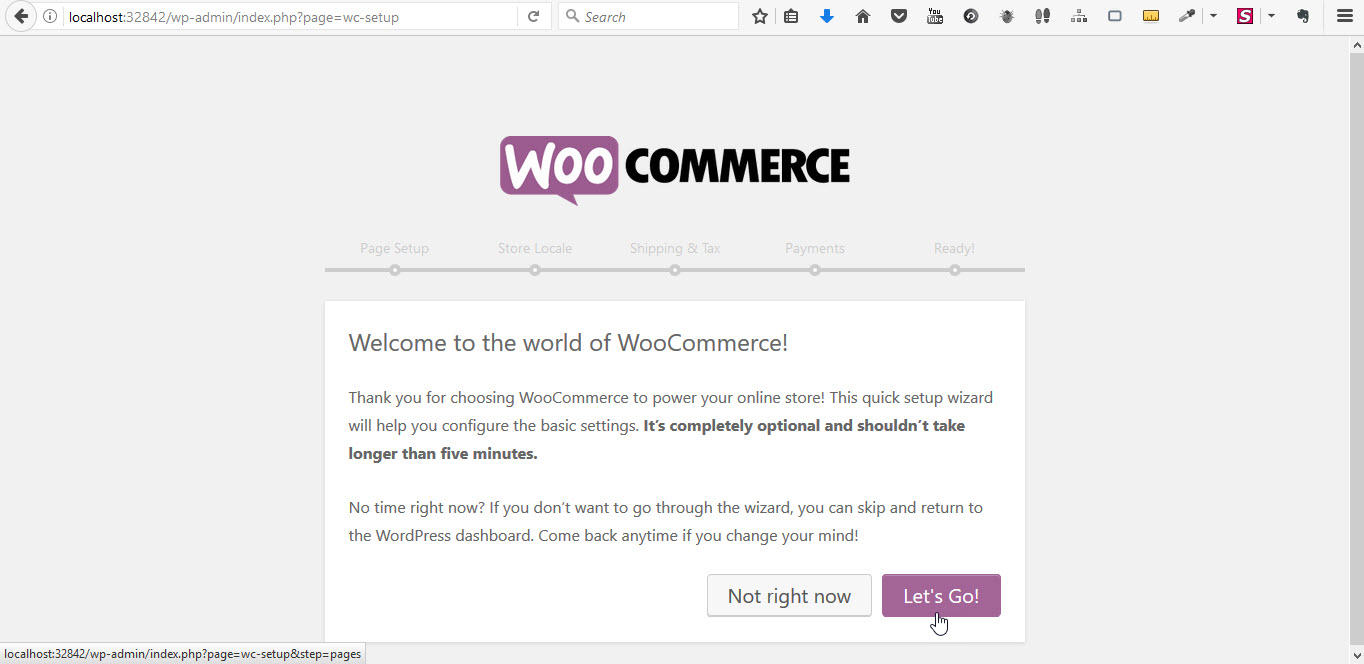 localhost:32842/wp-admin/index.php?page=wc-setup
Search
You
Tube
S
WOO COMMERCE
Page Setup
Store Locale
Shipping & Tax
Payments
Ready!
Welcome to the world of WooCommerce!
Thank you for choosing WooCommerce to power your online store! This quick setup wizard
will help you configure the basic settings. It’s completely optional and shouldn’t take
longer than five minutes.
No time right now? If you don’t want to go through the wizard, you can skip and return to
the WordPress dashboard. Come back anytime if you change your mind!
Not right now
Let's Go!
localhost:32842/wp-admin/index.php?page=wc-setup&step=pages